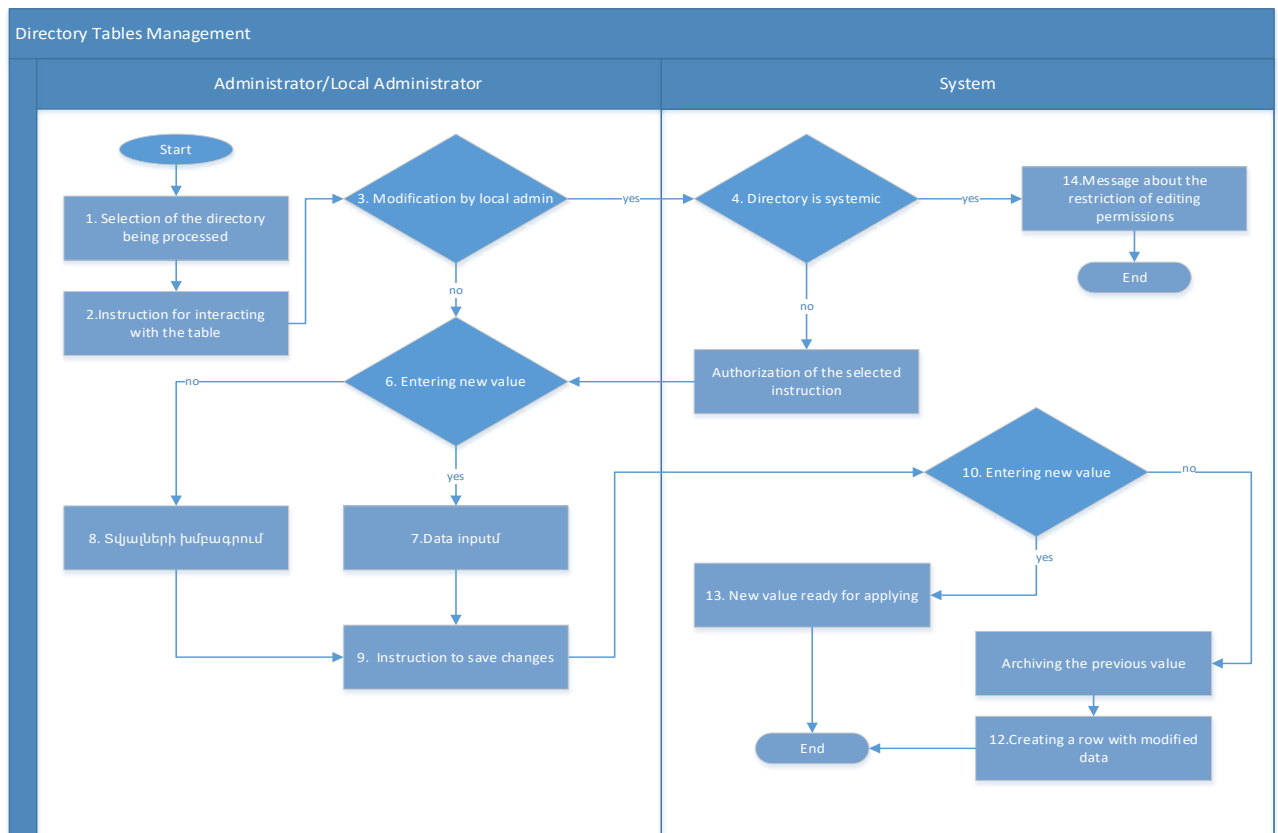 Directory Tables Management
Administrator/Local Administrator
System
Start
1. Selection of the directory
being processed
2.Instruction for interacting
with the table
3. Modification by local admin
yes
no
4. Directory is systemic
yes
no
14.Message about the
restriction of editing
permissions
End
Authorization of the selected
instruction
6. Entering new value
no
yes
8. Տվյալների խմբագրում
7.Data inputմ
9.  Instruction to save changes
10. Entering new value
no
yes
13. New value ready for applying
Archiving the previous value
12.Creating a row with modified
data
End